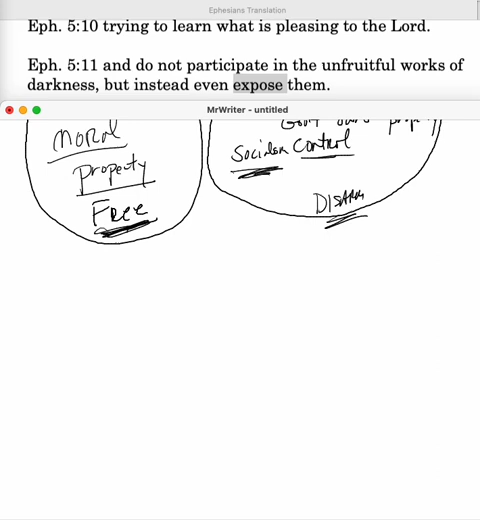 Ephesians Translation
Eph. 5:10 trying to learn what is pleasing to the Lord.
Eph. 5:11 and do not participate in the unfruitful works of
darkness, but instead even expose them.
MrWriter - untitled
Moral
Property
Free
Control
DISARM